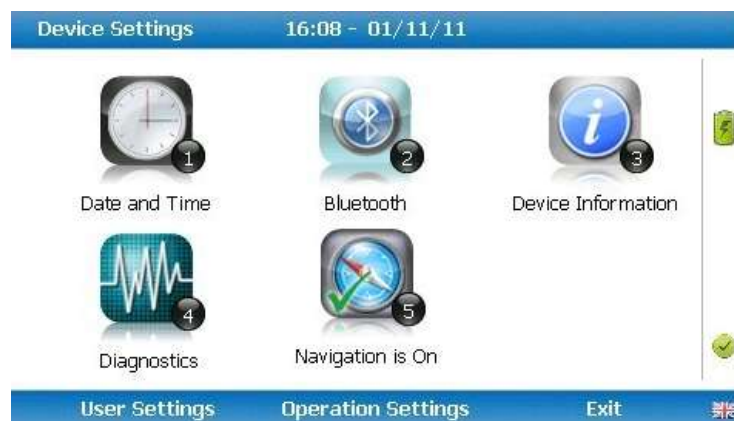 Device Settings 16:08 - 01/11/11
1 2 3
Date and Time Bluetooth Device Information
4 5
Diagnostics Navigation is On
User Settings Operation Settings Exit